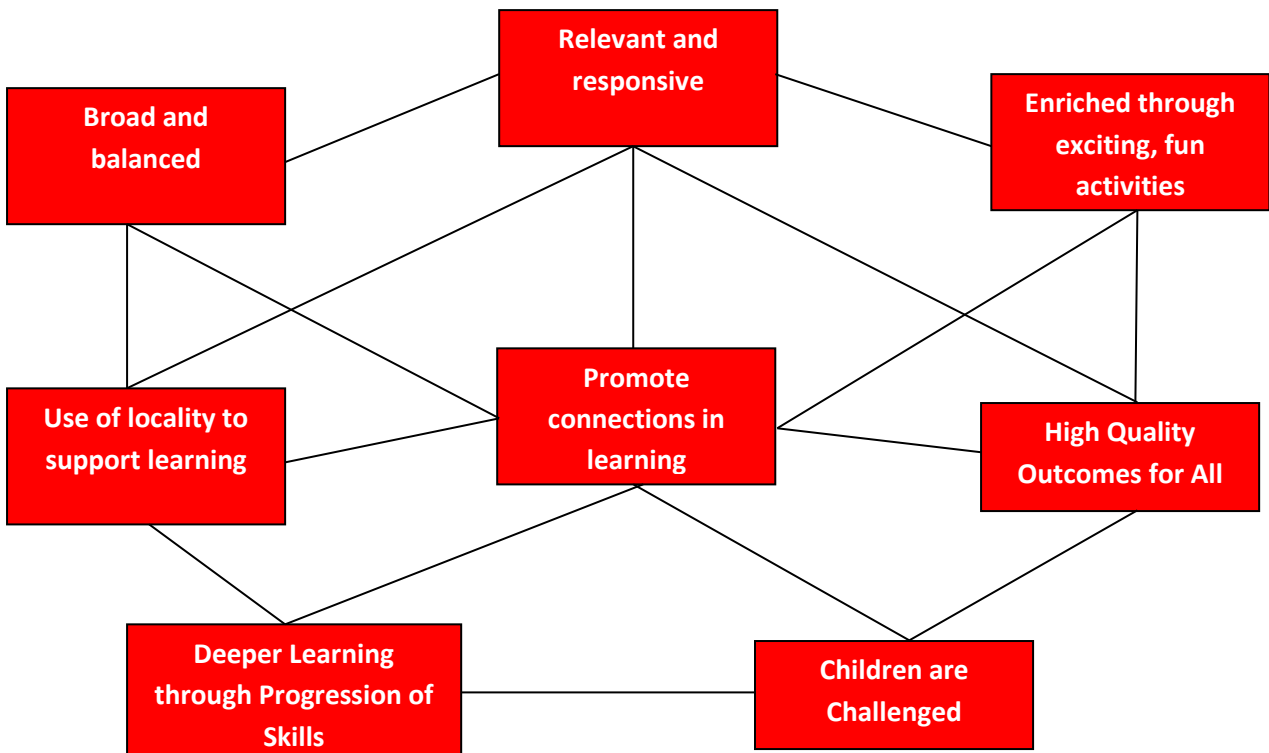 Relevant and
responsive
Broad and
balanced
Enriched through
exciting, fun
activities
Use of locality to
support learning
Promote
connections in
learning
High Quality
Outcomes for All
Deeper Learning
through Progression of
Skills
Children are
Challenged